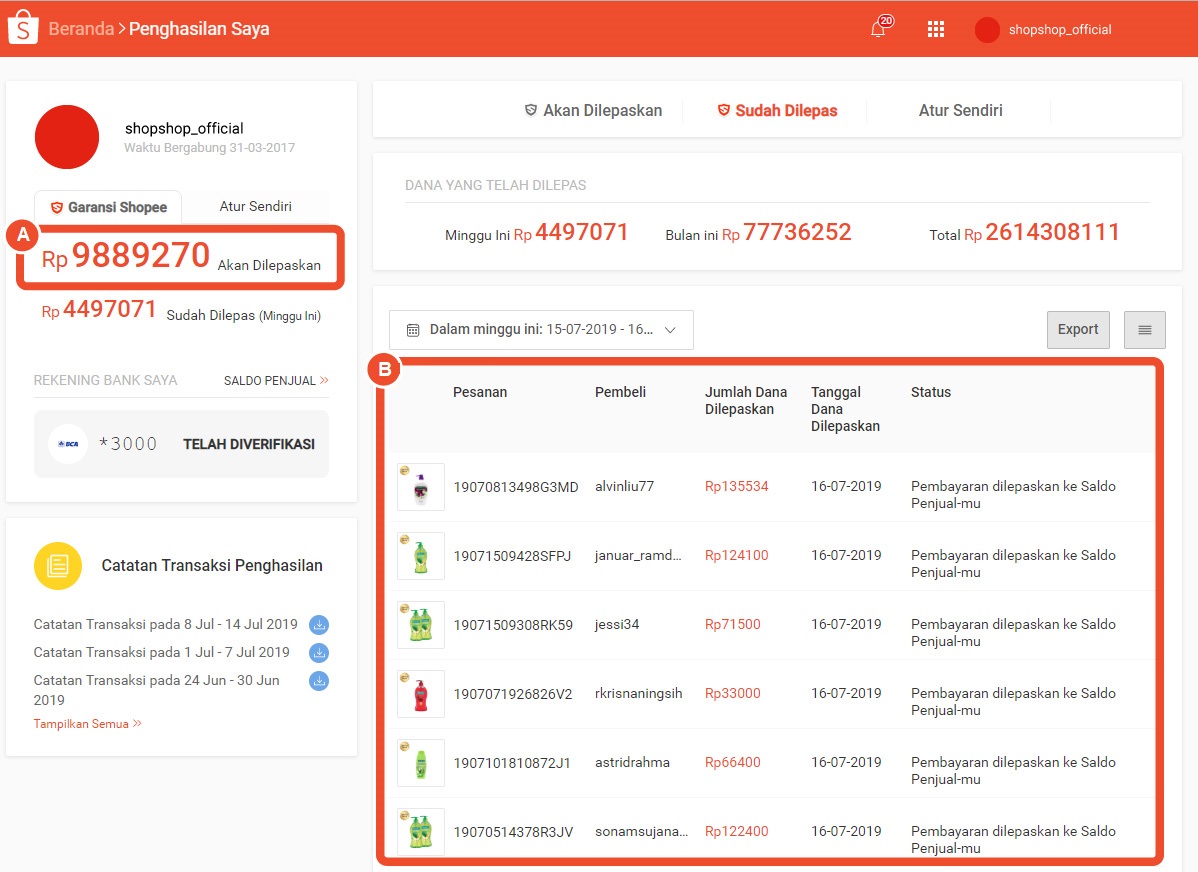 S Beranda > Penghasilan Saya
20
shopshop_official
shopshop_official
Waktu Bergabung 31-03-2017
Garansi Shopee Atur Sendiri
A
Rp 9889270 Akan Dilepaskan
Rp 4497071 Sudah Dilepas (Minggu Ini)
REKENING BANK SAYA SALDO PENJUAL >>
BCA *3000 TELAH DIVERIFIKASI
Catatan Transaksi Penghasilan
Catatan Transaksi pada 8 Jul - 14 Jul 2019
Catatan Transaksi pada 1 Jul - 7 Jul 2019
Catatan Transaksi pada 24 Jun - 30 Jun
2019
Tampilkan Semua >>
Akan Dilepaskan Sudah Dilepas Atur Sendiri
DANA YANG TELAH DILEPAS
Minggu Ini Rp 4497071 Bulan ini Rp 77736252 Total Rp 2614308111
Dalam minggu ini: 15-07-2019 - 16... Export
B
Pesanan Pembeli Jumlah Dana Tanggal Status
Dilepaskan Dana
Dilepaskan
19070813498G3MD alvinliu77 Rp135534 16-07-2019 Pembayaran dilepaskan ke Saldo
Penjual-mu
19071509428SFPJ januar_ramd... Rp124100 16-07-2019 Pembayaran dilepaskan ke Saldo
Penjual-mu
19071509308RK59 jessi34 Rp71500 16-07-2019 Pembayaran dilepaskan ke Saldo
Penjual-mu
1907071926826V2 rkrisnaningsih Rp33000 16-07-2019 Pembayaran dilepaskan ke Saldo
Penjual-mu
1907101810872J1 astridrahma Rp66400 16-07-2019 Pembayaran dilepaskan ke Saldo
Penjual-mu
19070514378R3JV sonamsujana... Rp122400 16-07-2019 Pembayaran dilepaskan ke Saldo
Penjual-mu